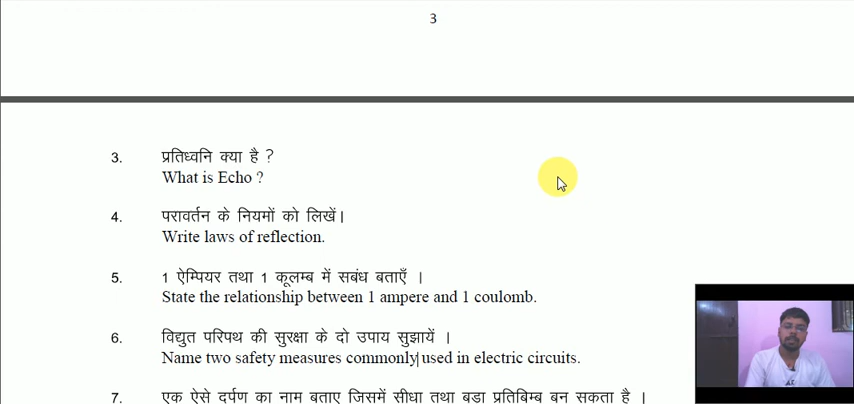 3
3. प्रतिध्वनि क्या है ?
What is Echo ?
4. परावर्तन के नियमों को लिखें।
Write laws of reflection.
5. 1 ऐम्पियर तथा 1 कूलम्ब में सबंध बताएँ ।
State the relationship between 1 ampere and 1 coulomb.
6. विद्युत परिपथ की सुरक्षा के दो उपाय सुझायें ।
Name two safety measures commonly used in electric circuits.
7. एक ऐसे दर्पण का नाम बताए जिसमें सीधा तथा बड़ा प्रतिबिम्ब बन सकता है ।